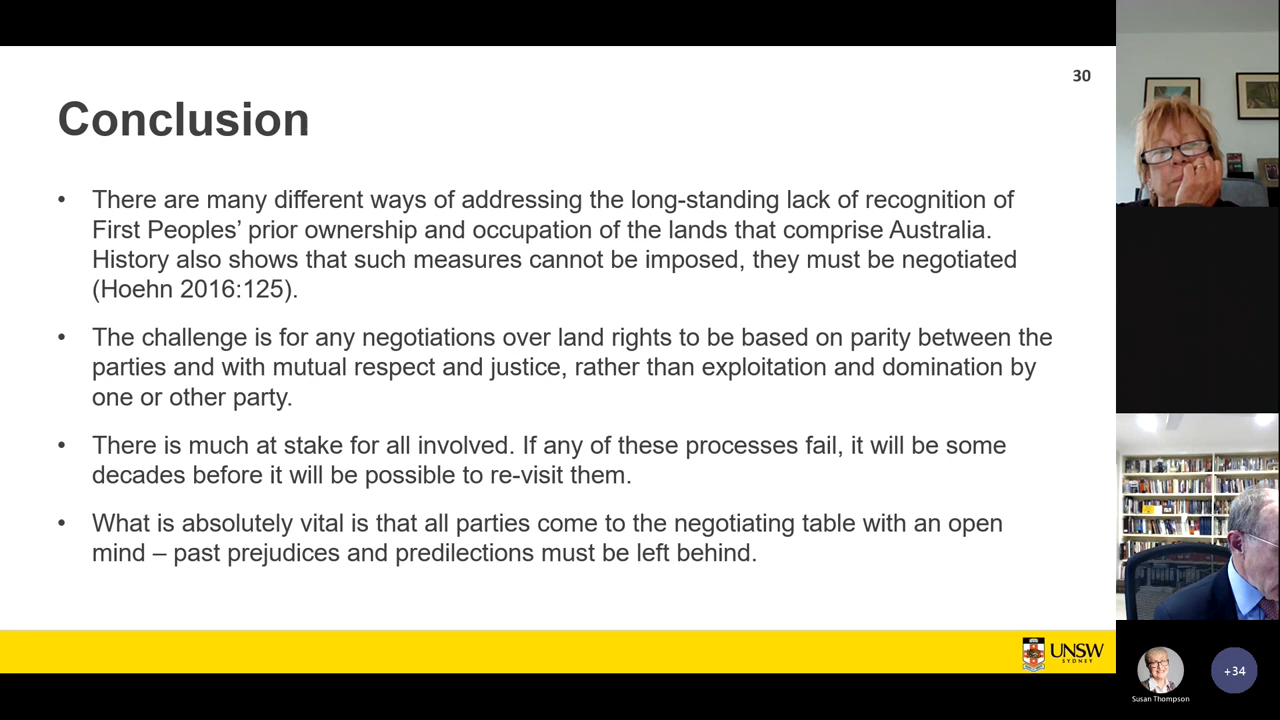 30
Conclusion
• There are many different ways of addressing the long-standing lack of recognition of
First Peoples’ prior ownership and occupation of the lands that comprise Australia.
History also shows that such measures cannot be imposed, they must be negotiated
(Hoehn 2016:125).
• The challenge is for any negotiations over land rights to be based on parity between the
parties and with mutual respect and justice, rather than exploitation and domination by
one or other party.
• There is much at stake for all involved. If any of these processes fail, it will be some
decades before it will be possible to re-visit them.
• What is absolutely vital is that all parties come to the negotiating table with an open
mind – past prejudices and predilections must be left behind.
UNSW
SYDNEY
Susan Thompson
+34